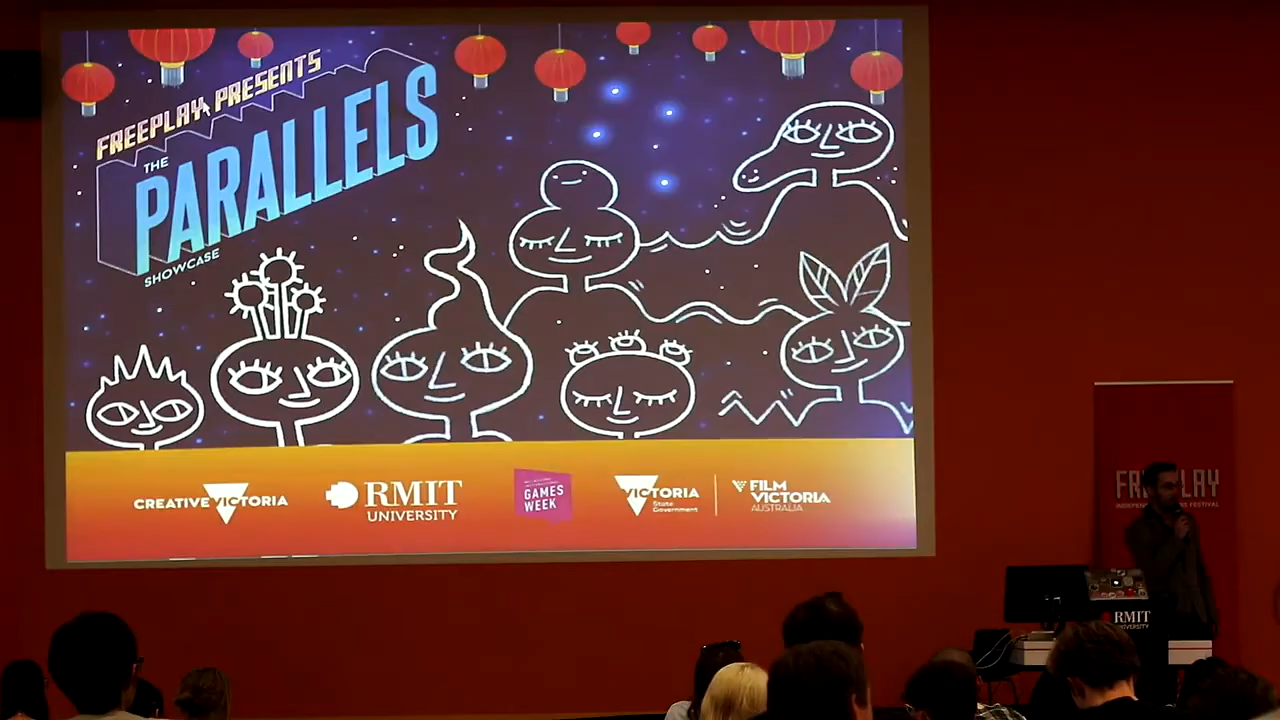 FREEPLAY PRESENTS
THE
PARALLELS
SHOWCASE
CREATIVE VICTORIA
RMIT
UNIVERSITY
GAMES
WEEK
VICTORIA
State
Government
FILM
VICTORIA
AUSTRALIA
RMIT
UNIVERSITY